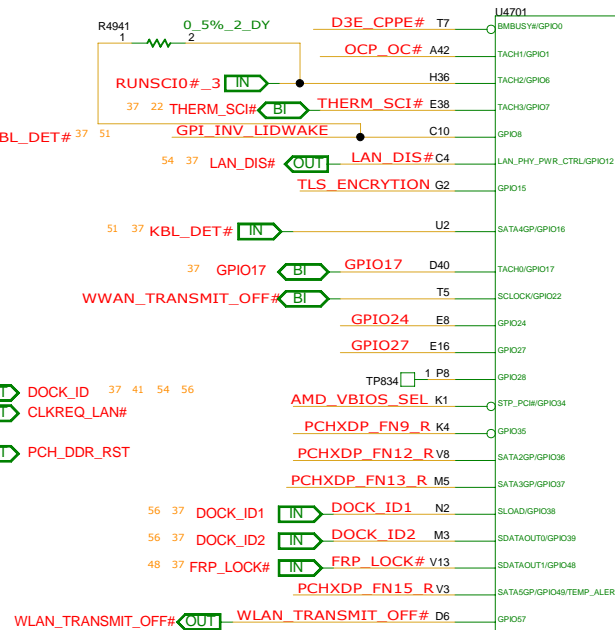 U4701
R4941 0_5%_2_DY
1 2
D3E_CPPE# T7 BMBUSY#/GPIO0
OCP_OC# A42 TACH1/GPIO1
RUNSCI0#_3 IN H36 TACH2/GPIO6
37 22 THERM_SCI# BI THERM_SCI# E38 TACH3/GPIO7
BL_DET# 37 51 GPI_INV_LIDWAKE C10 GPIO8
54 37 LAN_DIS# OUT LAN_DIS# C4 LAN_PHY_PWR_CTRL/GPIO12
TLS_ENCRYTION G2 GPIO15
51 37 KBL_DET# IN U2 SATA4GP/GPIO16
37 GPIO17 BI GPIO17 D40 TACH0/GPIO17
WWAN_TRANSMIT_OFF# BI T5 SCLOCK/GPIO22
GPIO24 E8 GPIO24
GPIO27 E16 GPIO27
TP834 1 P8 GPIO28
T DOCK_ID 37 41 54 56
AMD_VBIOS_SEL K1 STP_PCI#/GPIO34
T CLKREQ_LAN#
PCHXDP_FN9_R K4 GPIO35
T PCH_DDR_RST
PCHXDP_FN12_R V8 SATA2GP/GPIO36
PCHXDP_FN13_R M5 SATA3GP/GPIO37
56 37 DOCK_ID1 IN DOCK_ID1 N2 SLOAD/GPIO38
56 37 DOCK_ID2 IN DOCK_ID2 M3 SDATAOUT0/GPIO39
48 37 FRP_LOCK# IN FRP_LOCK# V13 SDATAOUT1/GPIO48
PCHXDP_FN15_R V3 SATA5GP/GPIO49/TEMP_ALER
WLAN_TRANSMIT_OFF# OUT WLAN_TRANSMIT_OFF# D6 GPIO57